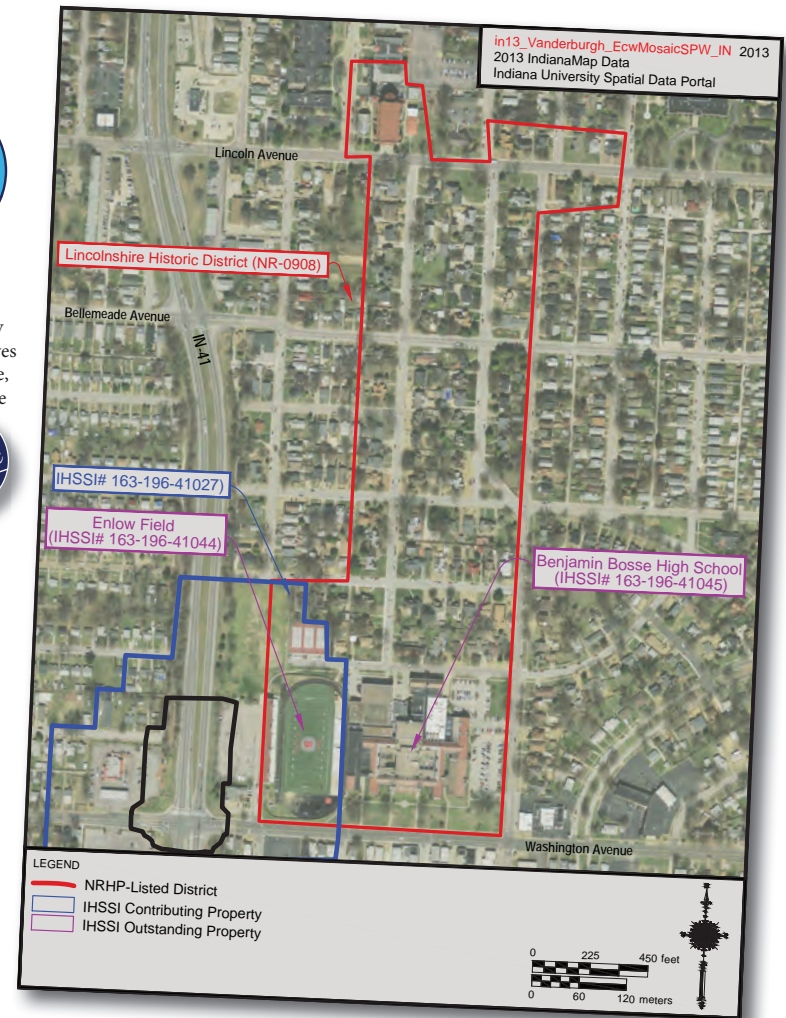 in13_Vanderburgh_EcwMosaicSPW_IN 2013
2013 IndianaMap Data
Indiana University Spatial Data Portal
Lincoln Avenue
Lincolnshire Historic District (NR-0908)
Bellemeade Avenue
IN-41
IHSSI# 163-196-41027)
Enlow Field
(IHSSI# 163-196-41044)
Benjamin Bosse High School
(IHSSI# 163-196-41045)
Washington Avenue
LEGEND
NRHP-Listed District
IHSSI Contributing Property
IHSSI Outstanding Property
0 225 450 feet
0 60 120 meters